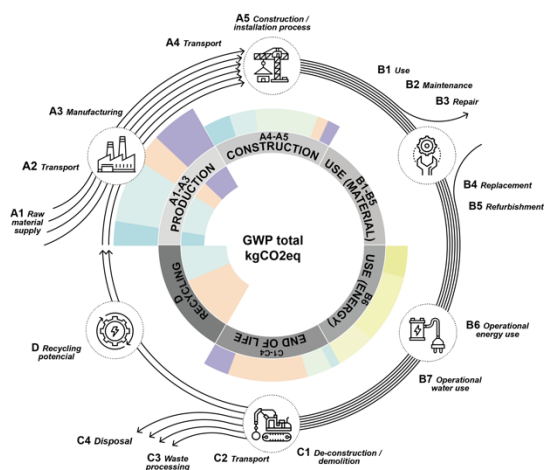 A5 Construction /
installation process
A4 Transport
A3 Manufacturing
A2 Transport
A1 Raw
material
supply
B1 Use
B2 Maintenance
B3 Repair
B4 Replacement
B5 Refurbishment
B6 Operational
energy use
B7 Operational
water use
C1 De-construction /
demolition
C2 Transport
C3 Waste
processing
C4 Disposal
D Recycling
potencial
A1-A3
PRODUCTION
A4-A5
CONSTRUCTION
B1-B5
USE (MATERIAL)
B6
USE (ENERGY)
END OF LIFE
C1-C4
D
RECYCLING
GWP total
kgCO2eq